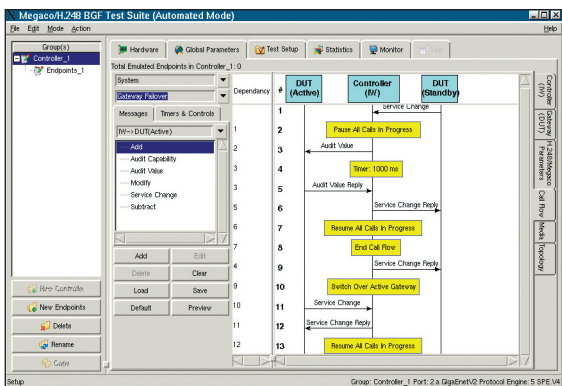 Megaco/H.248 BGF Test Suite (Automated Mode)
File Edit Mode Action Help
Group(s)
Controller_1
Endpoints_1
New Controller
New Endpoints
Delete
Rename
Copy
Hardware Global Parameters Test Setup Statistics Monitor
Total Emulated Endpoints in Controller_1: 0
System
Gateway Failover
Messages Timers & Controls
IW->DUT(Active)
Add
Audit Capability
Audit Value
Modify
Service Change
Subtract
Add Edit
Delete Clear
Load Save
Default Preview
Dependancy # DUT (Active) Controller (IW) DUT (Standby)
1 Service Change
1 2 Pause All Calls In Progress
2 3 Audit Value
3 4 Timer: 1000 ms
3 5 Audit Value Reply
5 6 Service Change Reply
6 7 Resume All Calls In Progress
7 8 End Call Flow
4 9 Service Change Reply
9 10 Switch Over Active Gateway
10 11 Service Change
11 12 Service Change Reply
12 13 Resume All Calls In Progress
Controller (IW)
Gateway (DUT)
H.248/Megaco Parameters
Call Flow
Media
Topology
Setup
Group: Controller_1 Port: 2.a GigaEnetV2 Protocol Engine: 5 SPE.V4